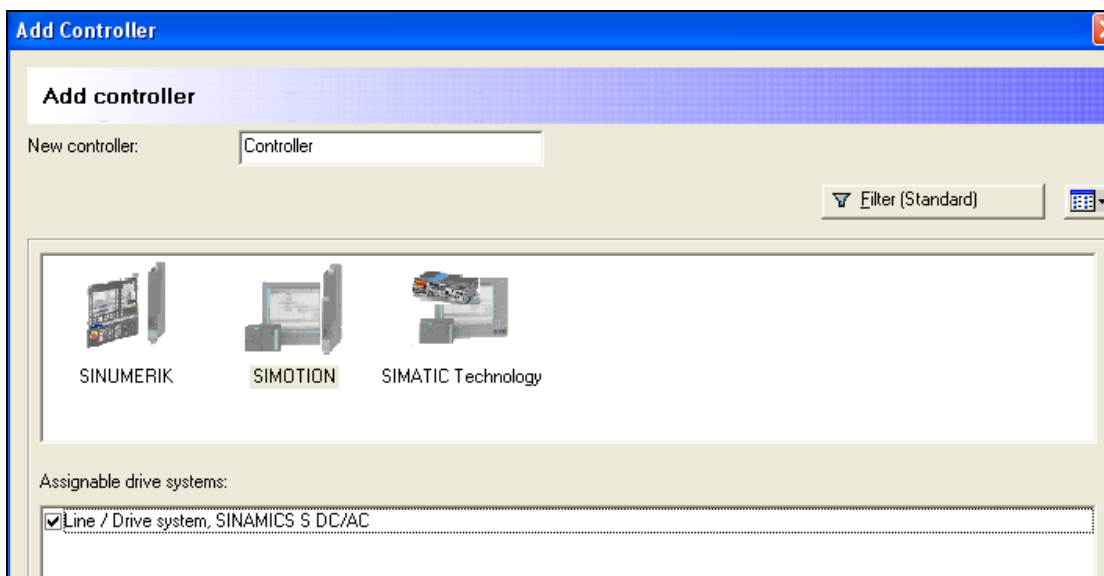 Add Controller
Add controller
New controller: Controller
Filter (Standard)
SINUMERIK SIMOTION SIMATIC Technology
Assignable drive systems:
Line / Drive system, SINAMICS S DC/AC